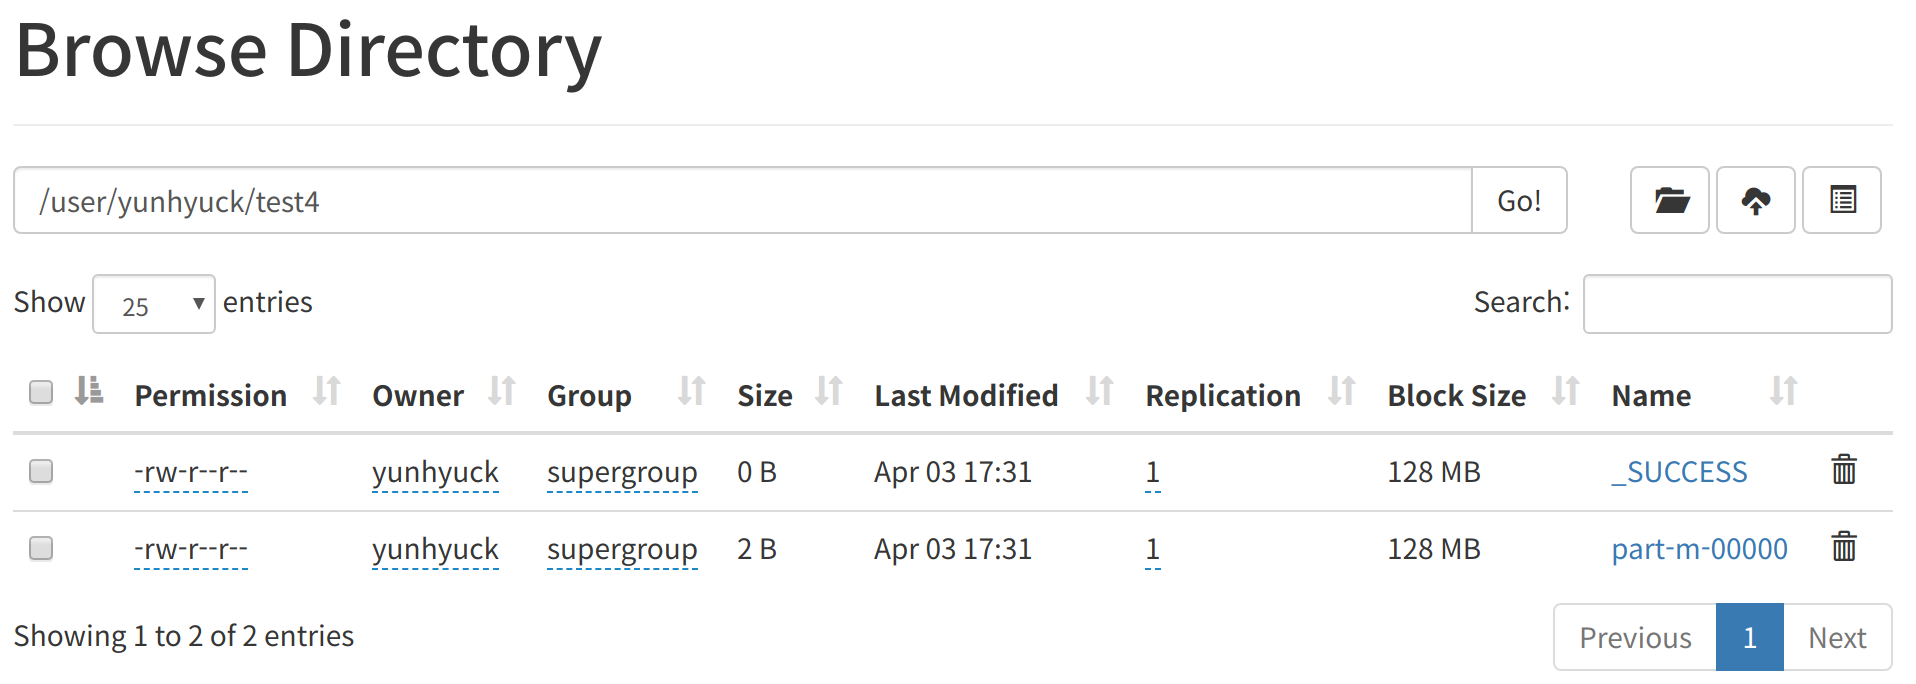 Browse Directory
/user/yunhyuck/test4 Go!
Show 25 entries Search:
Permission Owner Group Size Last Modified Replication Block Size Name
-rw-r--r-- yunhyuck supergroup 0 B Apr 03 17:31 1 128 MB _SUCCESS
-rw-r--r-- yunhyuck supergroup 2 B Apr 03 17:31 1 128 MB part-m-00000
Showing 1 to 2 of 2 entries Previous 1 Next